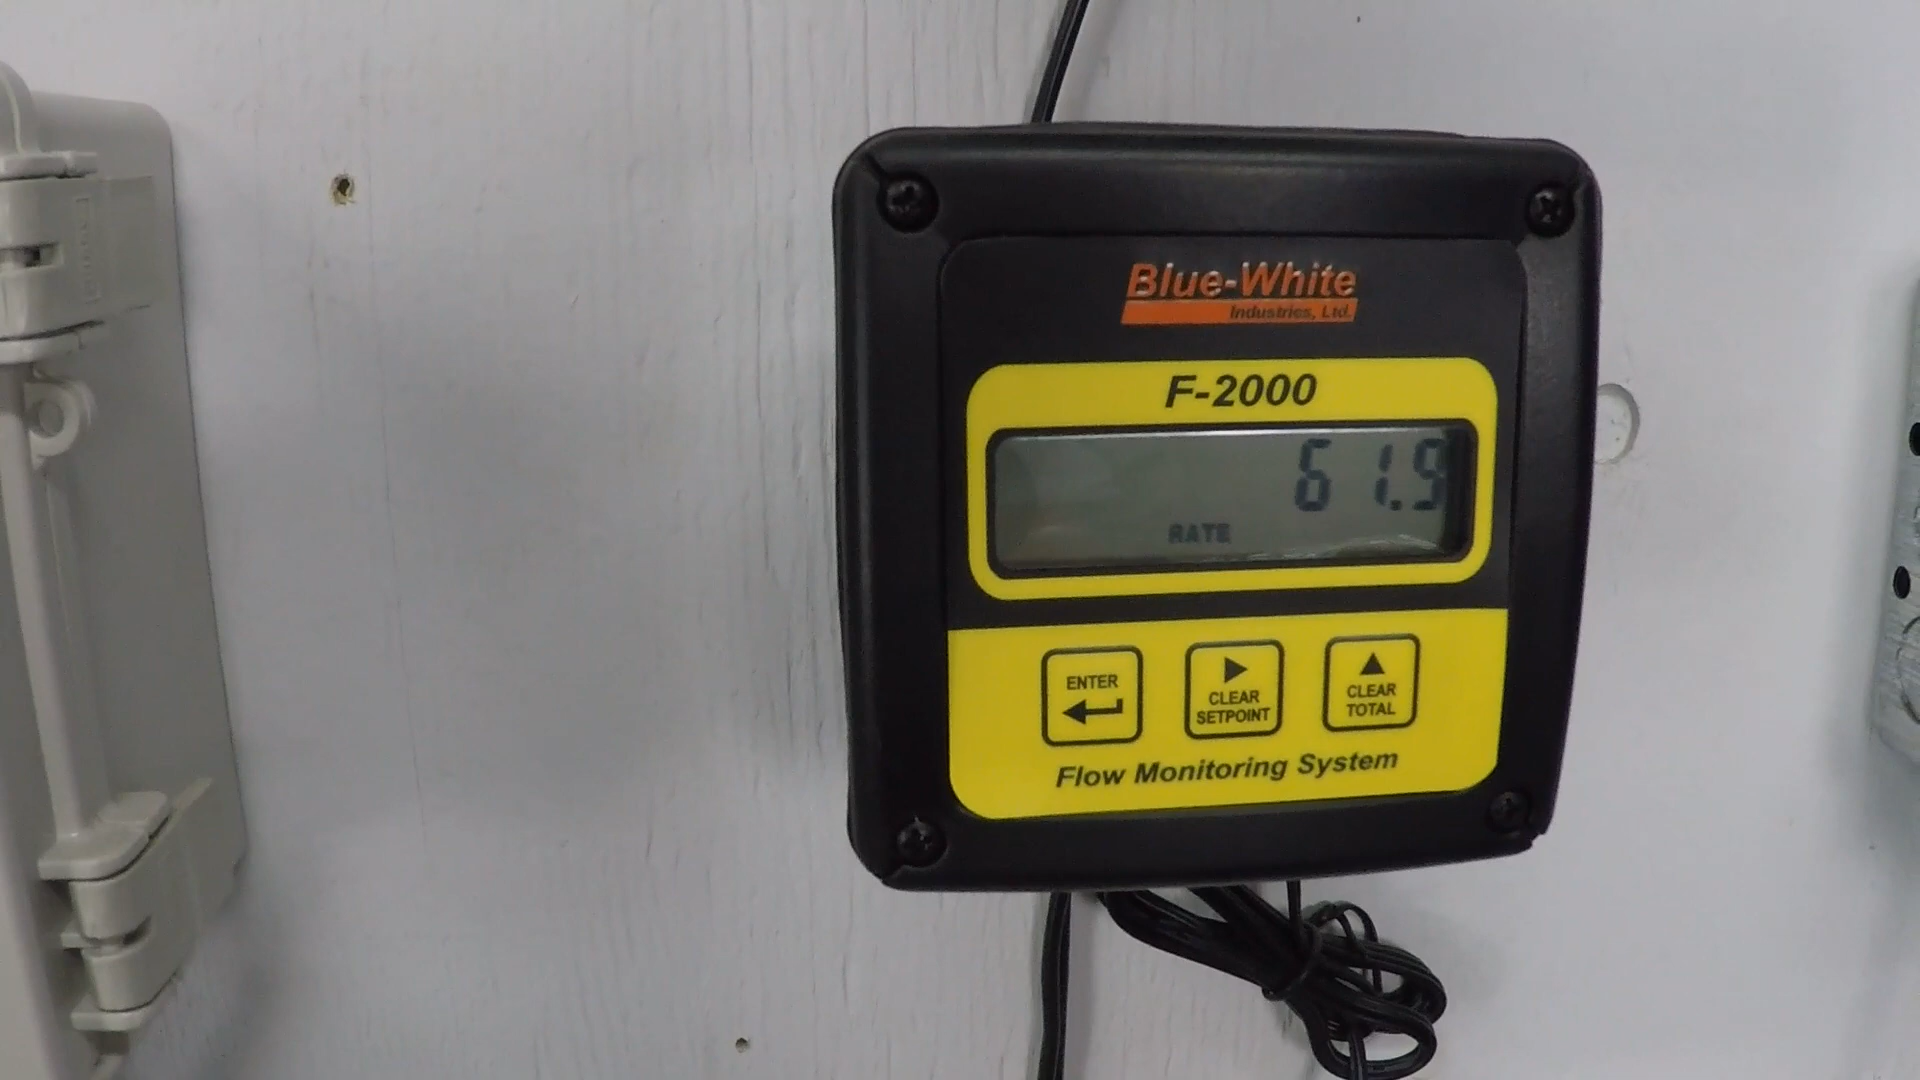 Blue-White
Industries, Ltd.
F-2000
61.9
RATE
ENTER
CLEAR
SETPOINT
CLEAR
TOTAL
Flow Monitoring System